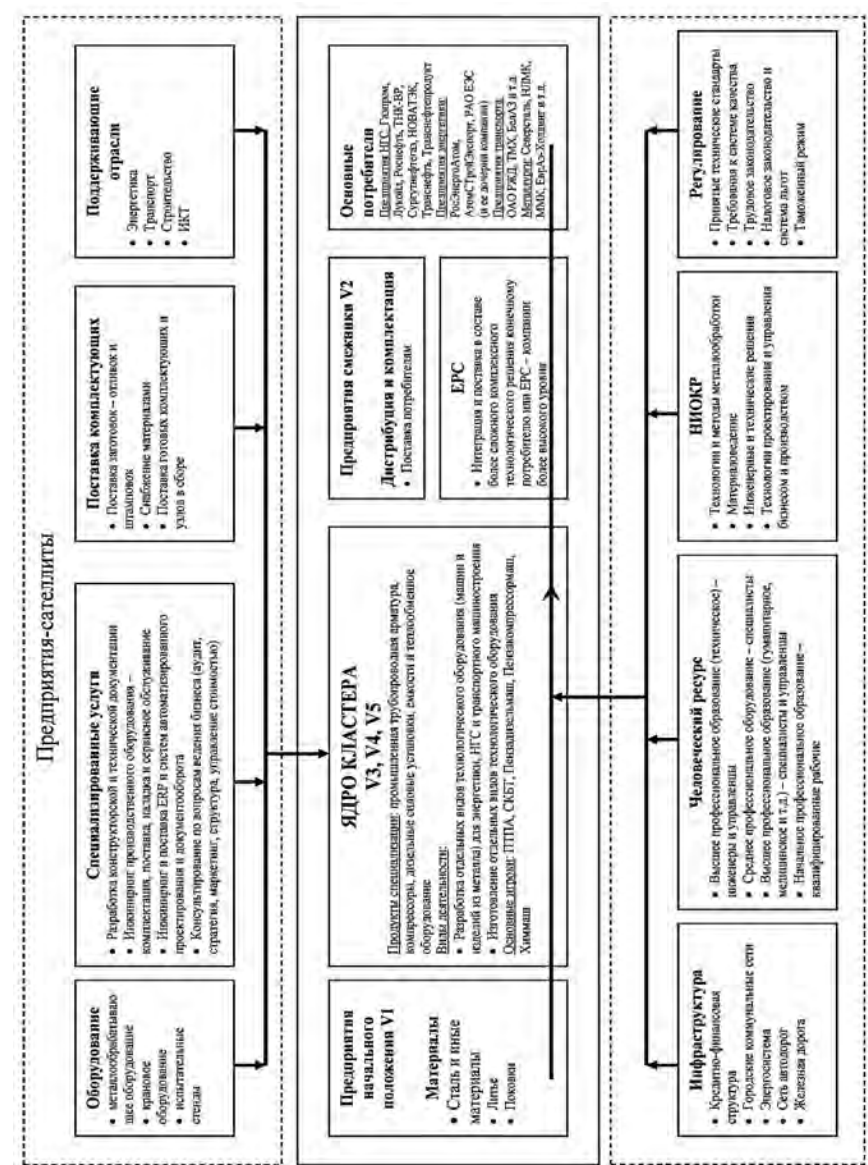 Предприятия-сателлиты
Оборудование
• металлообрабатываю-
щее оборудование
• крановое
оборудование
• испытательные
стенды
Специализированные услуги
• Разработка конструкторской и технической документации
• Инжиниринг производственного оборудования –
комплектация, поставка, наладка и сервисное обслуживание
• Инжиниринг и поставка ERP и систем автоматизированного
проектирования и документооборота
• Консультирование по вопросам ведения бизнеса (аудит,
стратегия, маркетинг, структура, управление стоимостью)
Поставка комплектующих
• Поставка заготовок – отливок и
штамповок
• Снабжение материалами
• Поставка готовых комплектующих и
узлов в сборе
Поддерживающие
отрасли
• Энергетика
• Транспорт
• Строительство
• ИКТ
Предприятия
начального
положения V1
Материалы
• Сталь и иные
материалы
• Литье
• Поковки
ЯДРО КЛАСТЕРА
V3, V4, V5
Продукты специализации: промышленная трубопроводная арматура,
компрессоры, дизельные силовые установки, емкости и теплообменное
оборудование
Виды деятельности:
• Разработка отдельных видов технологического оборудования (машин и
изделий из металла) для энергетики, НГС и транспортного машиностроения
• Изготовление отдельных видов технологического оборудования
Основные игроки: ПТПА, СКБТ, Пензадизельмаш, Пензакомпрессормаш,
Химмаш
Предприятия смежники V2
Дистрибуция и комплектация
• Поставка потребителям
EPC
• Интеграция и поставка в составе
более сложного комплексного
технологического решения конечному
потребителю или EPC – компании
более высокого уровня
Основные
потребители
Предприятия НГС: Газпром,
Лукойл, Роснефть, ТНК-ВР,
Сургутнефтегаз, НОВАТЭК,
Транснефть, Транснефтепродукт
Предприятия энергетики:
РосЭнергоАтом,
АтомСтройЭкспорт, РАО ЕЭС
(и ее дочерий компании)
Предприятия транспорта:
ОАО РЖД, ТМХ, БелАЗ и т.д.
Металлурги: Северсталь, НЛМК,
ММК, ЕвразХолдинг и т.д.
Инфраструктура
• Кредитно-финансовая
структура
• Городские коммунальные сети
• Энергосистема
• Сеть автодорог
• Железная дорога
Человеческий ресурс
• Высшее профессиональное образование (техническое) –
инженеры и управленцы
• Среднее профессиональное оборудование – специалисты
• Высшее профессиональное образование (гуманитарное,
медицинское и т.д.) – специалисты и управленцы
• Начальное профессиональное образование –
квалифицированные рабочие
НИОКР
• Технологии и методы металлообработки
• Материаловедение
• Инженерные и технические решения
• Технологии проектирования и управления
бизнесом и производством
Регулирование
• Принятые технические стандарты
• Требования к системе качества
• Трудовое законодательство
• Налоговое законодательство и
система льгот
• Таможенный режим